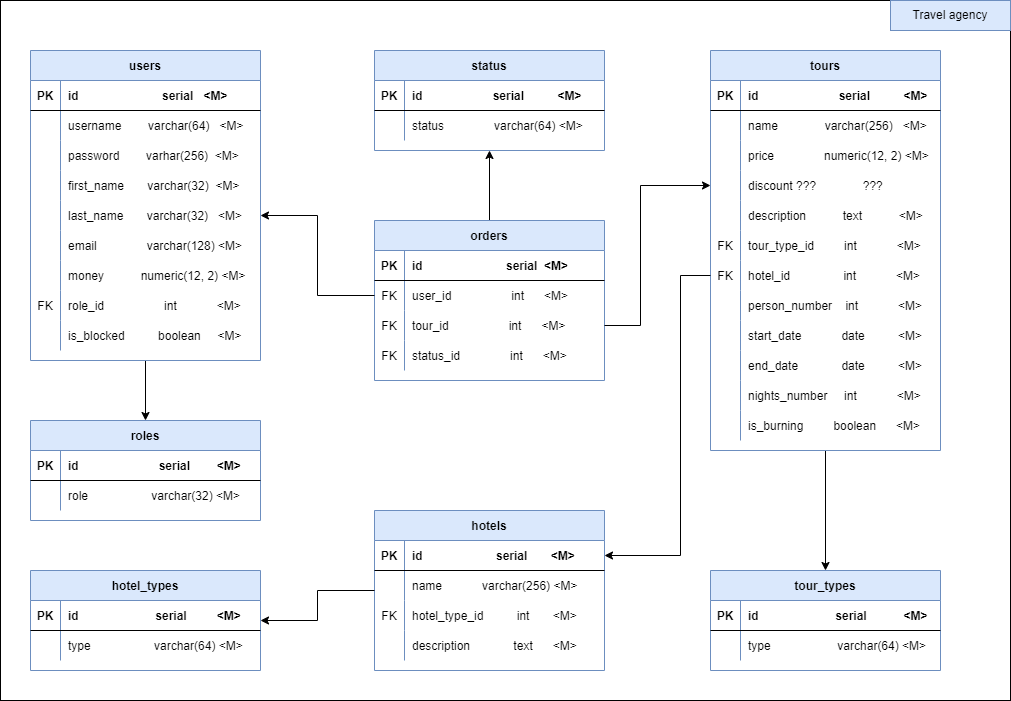 Travel agency
users
PK id serial <M>
username varchar(64) <M>
password varhar(256) <M>
first_name varchar(32) <M>
last_name varchar(32) <M>
email varchar(128) <M>
money numeric(12, 2) <M>
FK role_id int <M>
is_blocked boolean <M>
status
PK id serial <M>
status varchar(64) <M>
tours
PK id serial <M>
name varchar(256) <M>
price numeric(12, 2) <M>
discount ??? ???
description text <M>
FK tour_type_id int <M>
FK hotel_id int <M>
person_number int <M>
start_date date <M>
end_date date <M>
nights_number int <M>
is_burning boolean <M>
orders
PK id serial <M>
FK user_id int <M>
FK tour_id int <M>
FK status_id int <M>
roles
PK id serial <M>
role varchar(32) <M>
hotels
PK id serial <M>
name varchar(256) <M>
FK hotel_type_id int <M>
description text <M>
hotel_types
PK id serial <M>
type varchar(64) <M>
tour_types
PK id serial <M>
type varchar(64) <M>